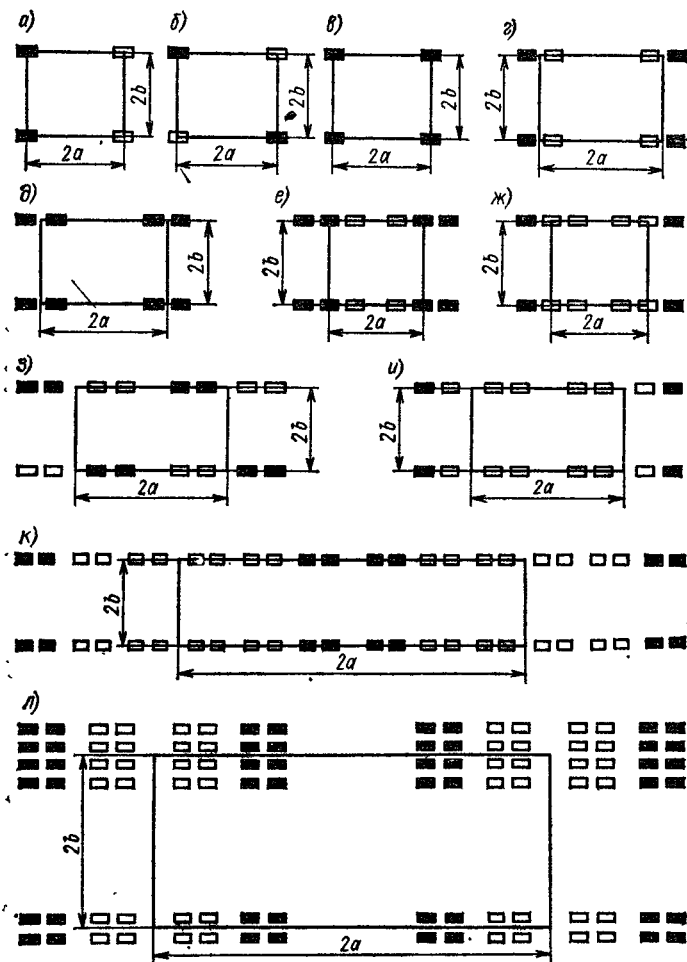 а) б) в) г)
2b 2b 2b 2b
2a 2a 2a 2a
д) е) ж)
2b 2b 2b
2a 2a 2a
з) и)
2b 2b
2a 2a
к)
2b
2a
л)
2b
2a